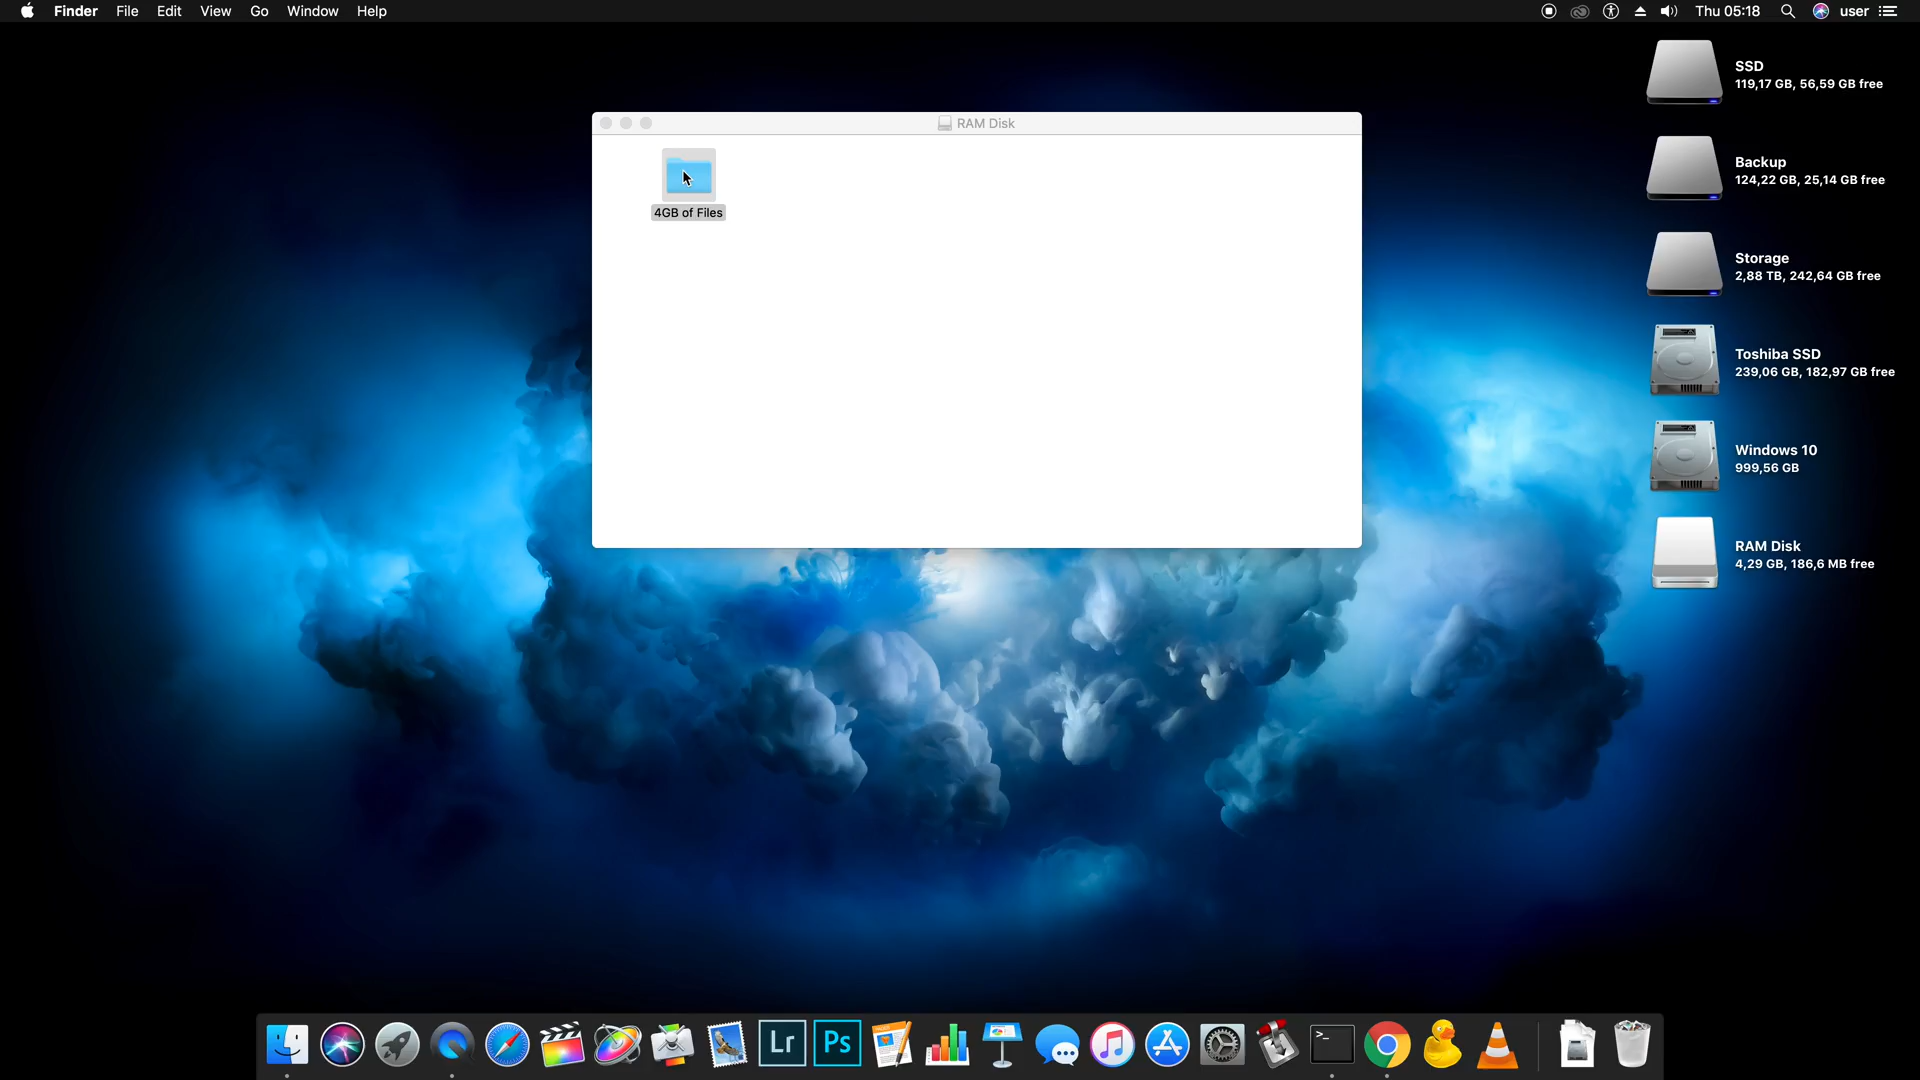 Finder File Edit View Go Window Help
Thu 05:18 user
SSD
119,17 GB, 56,59 GB free
RAM Disk
Backup
124,22 GB, 25,14 GB free
4GB of Files
Storage
2,88 TB, 242,64 GB free
Toshiba SSD
239,06 GB, 182,97 GB free
Windows 10
999,56 GB
RAM Disk
4,29 GB, 186,6 MB free
Lr
Ps